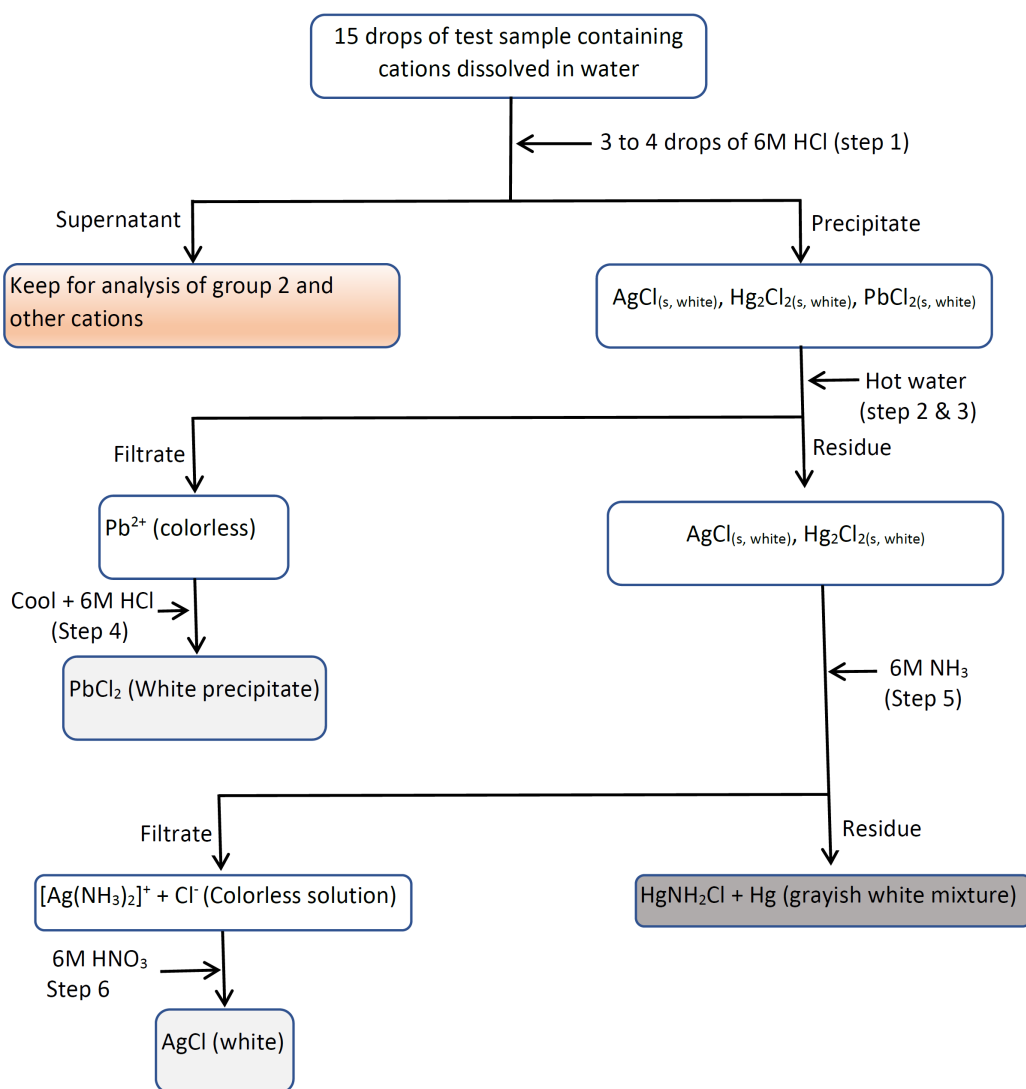 15 drops of test sample containing
cations dissolved in water
3 to 4 drops of 6M HCl (step 1)
Supernatant
Precipitate
Keep for analysis of group 2 and
other cations
AgCl(s, white), Hg₂Cl₂(s, white), PbCl₂(s, white)
Hot water
(step 2 & 3)
Filtrate
Residue
Pb²⁺ (colorless)
AgCl(s, white), Hg₂Cl₂(s, white)
Cool + 6M HCl
(Step 4)
PbCl₂ (White precipitate)
6M NH₃
(Step 5)
Filtrate
Residue
[Ag(NH₃)₂]⁺ + Cl⁻ (Colorless solution)
HgNH₂Cl + Hg (grayish white mixture)
6M HNO₃
Step 6
AgCl (white)